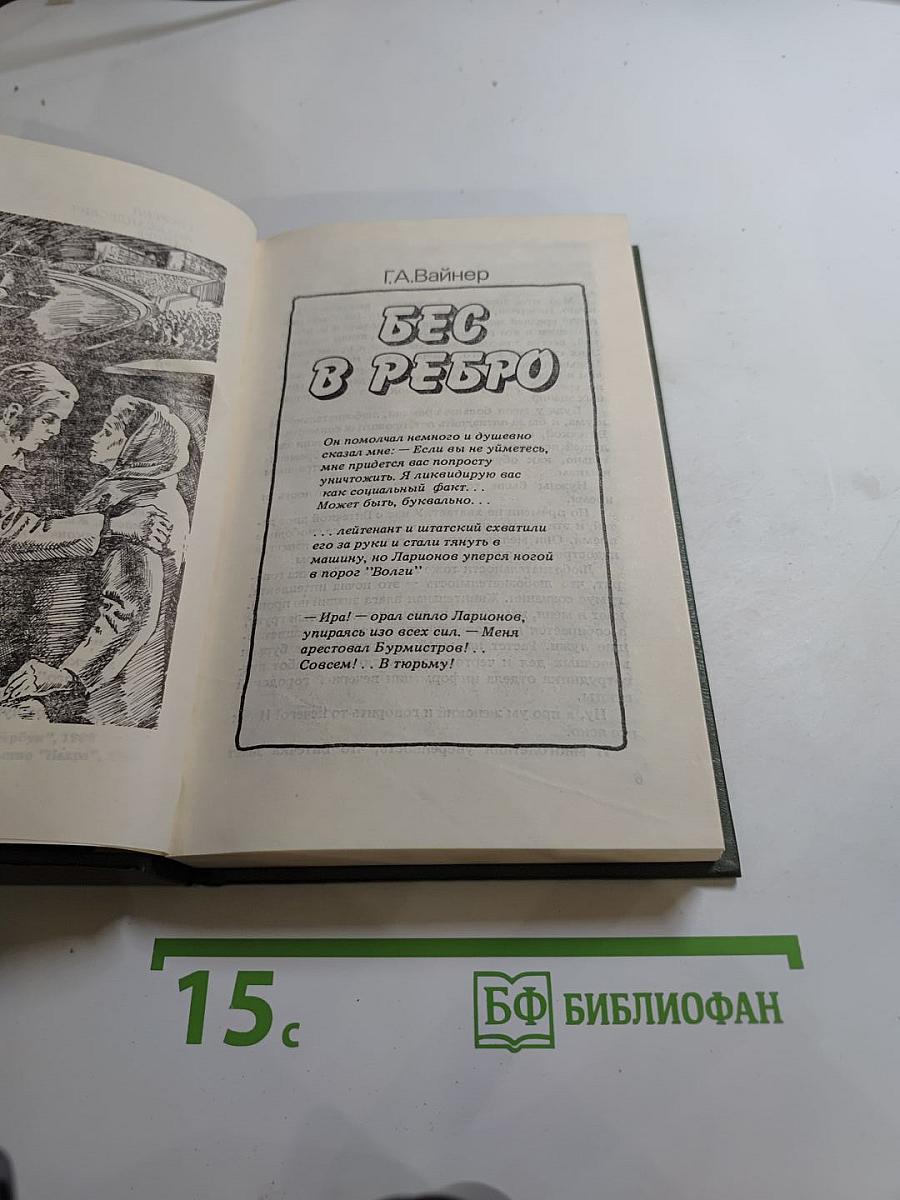 Г.А.Вайнер
БЕС
В РЕБРО
Он помолчал немного и душевно
сказал мне: — Если вы не уйметесь,
мне придется вас попросту
уничтожить. Я ликвидирую вас
как социальный факт. . .
Может быть, буквально. . .
. . . лейтенант и штатский схватили
его за руки и стали тянуть в
машину, но Ларионов уперся ногой
в порог "Волги"
— Ира! — орал сипло Ларионов,
упираясь изо всех сил. — Меня
арестовал Бурмистров! . .
Совсем! . . В тюрьму!
15 с
БФ БИБЛИОФАН